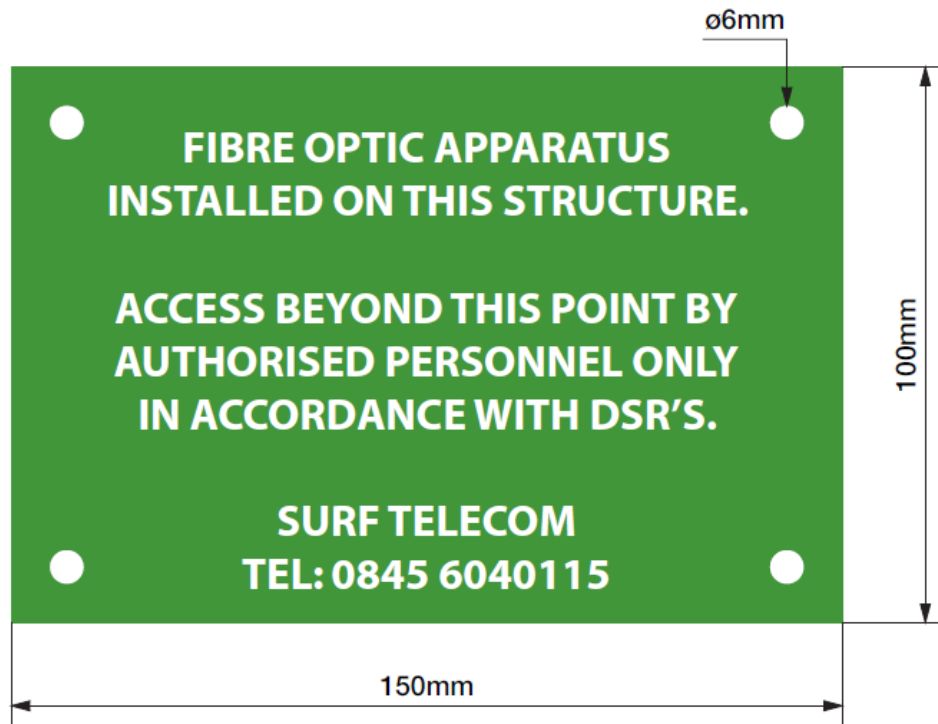 ø6mm
FIBRE OPTIC APPARATUS
INSTALLED ON THIS STRUCTURE.
ACCESS BEYOND THIS POINT BY
AUTHORISED PERSONNEL ONLY
IN ACCORDANCE WITH DSR’S.
SURF TELECOM
TEL: 0845 6040115
100mm
150mm